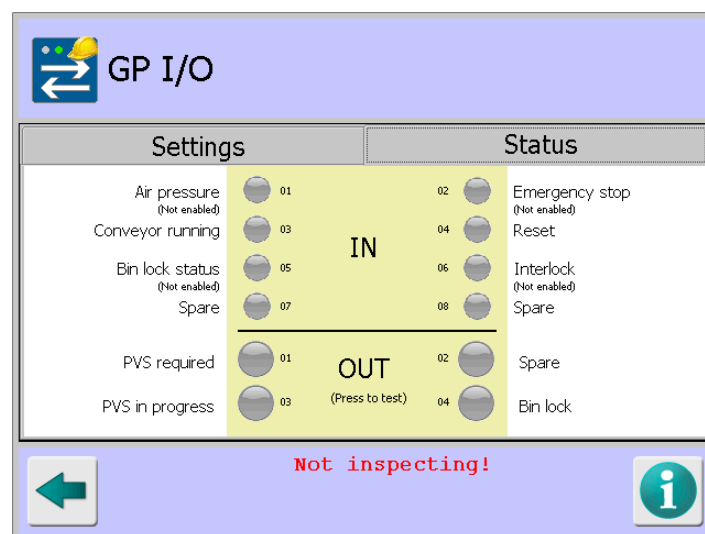 GP I/O
Settings Status
Air pressure 01 02 Emergency stop
(Not enabled) (Not enabled)
Conveyor running 03 04 Reset
IN
Bin lock status 05 06 Interlock
(Not enabled) (Not enabled)
Spare 07 08 Spare
PVS required 01 OUT 02 Spare
(Press to test)
PVS in progress 03 04 Bin lock
Not inspecting!